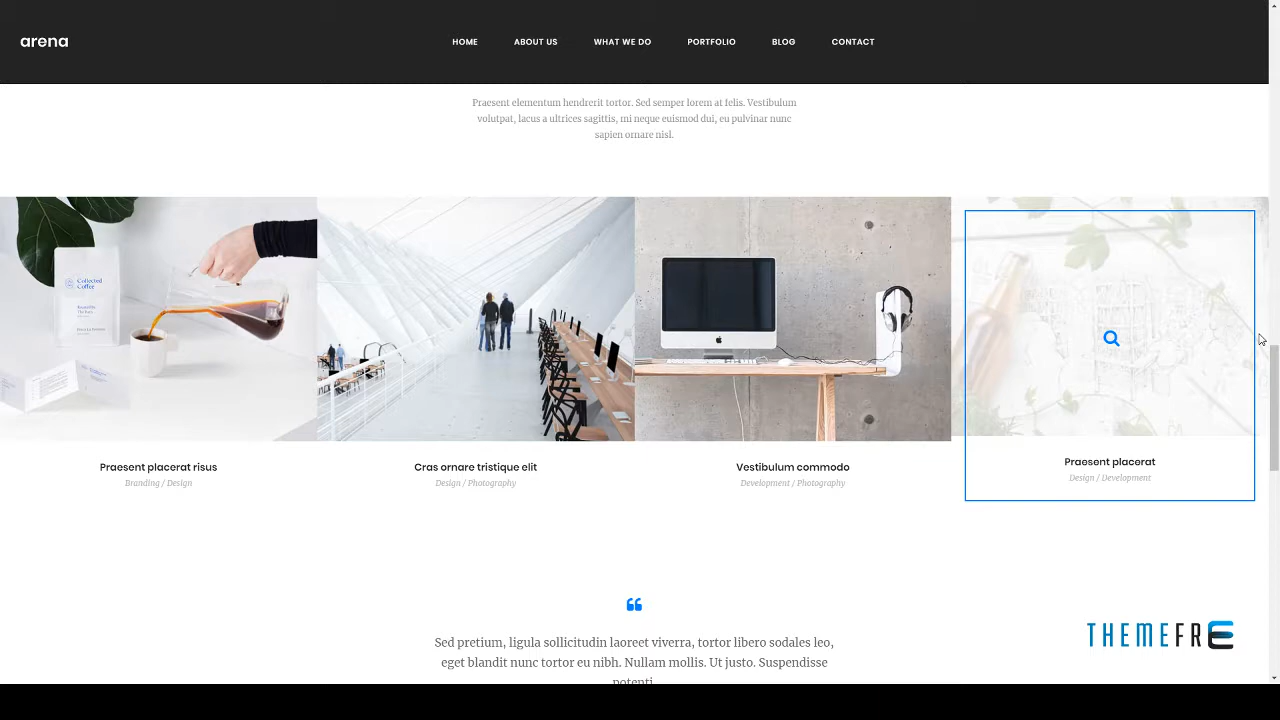 arena
HOME
ABOUT US
WHAT WE DO
PORTFOLIO
BLOG
CONTACT
Praesent elementum hendrerit tortor. Sed semper lorem at felis. Vestibulum
volutpat, lacus a ultrices sagittis, mi neque euismod dui, eu pulvinar nunc
sapien ornare nisl.
Collected
Coffee
Praesent placerat risus
Branding / Design
Cras ornare tristique elit
Design / Photography
Vestibulum commodo
Development / Photography
Praesent placerat
Design / Development
Sed pretium, ligula sollicitudin laoreet viverra, tortor libero sodales leo,
eget blandit nunc tortor eu nibh. Nullam mollis. Ut justo. Suspendisse
potenti.
THEMEFRE